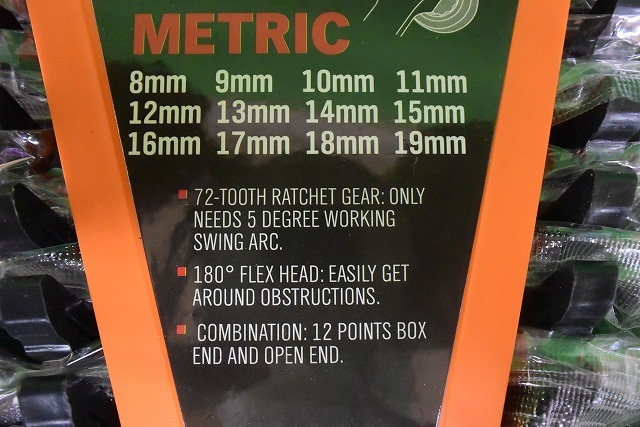 METRIC
8mm 9mm 10mm 11mm
12mm 13mm 14mm 15mm
16mm 17mm 18mm 19mm
72-TOOTH RATCHET GEAR: ONLY
NEEDS 5 DEGREE WORKING
SWING ARC.
180° FLEX HEAD: EASILY GET
AROUND OBSTRUCTIONS.
COMBINATION: 12 POINTS BOX
END AND OPEN END.